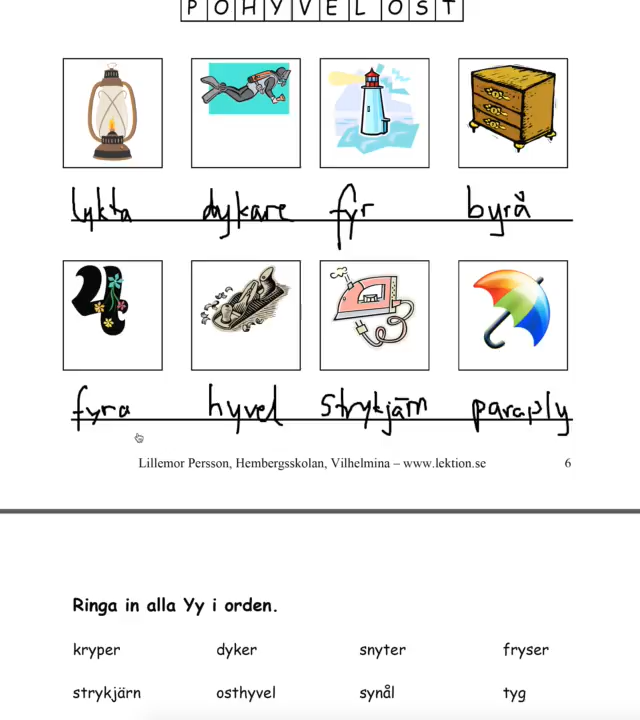 POHYVELOST
lykta dykare fyr byrå
fyra hyvel strykjärn paraply
Lillemor Persson, Hembergsskolan, Vilhelmina – www.lektion.se 6
Ringa in alla Yy i orden.
kryper dyker snyter fryser
strykjärn osthyvel synål tyg